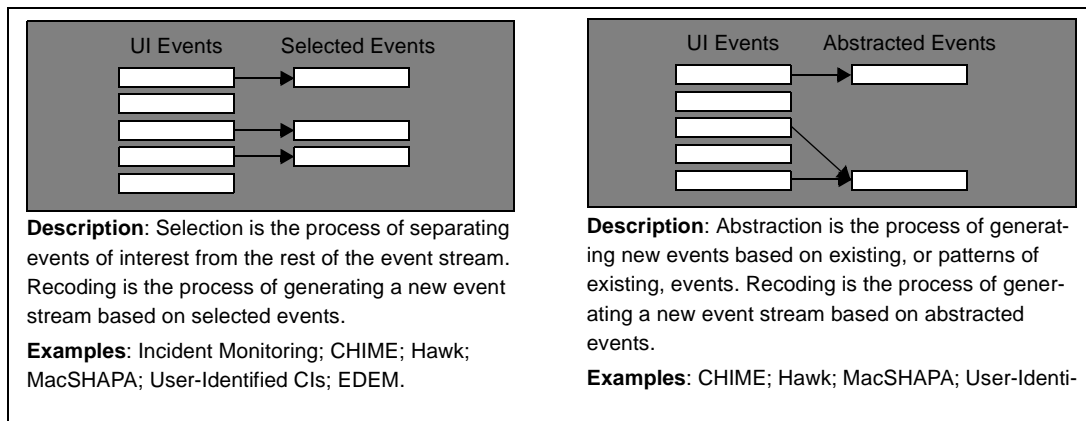 UI Events Selected Events
Description: Selection is the process of separating
events of interest from the rest of the event stream.
Recoding is the process of generating a new event
stream based on selected events.
Examples: Incident Monitoring; CHIME; Hawk;
MacSHAPA; User-Identified CIs; EDEM.
UI Events Abstracted Events
Description: Abstraction is the process of generat-
ing new events based on existing, or patterns of
existing, events. Recoding is the process of gener-
ating a new event stream based on abstracted
events.
Examples: CHIME; Hawk; MacSHAPA; User-Identi-